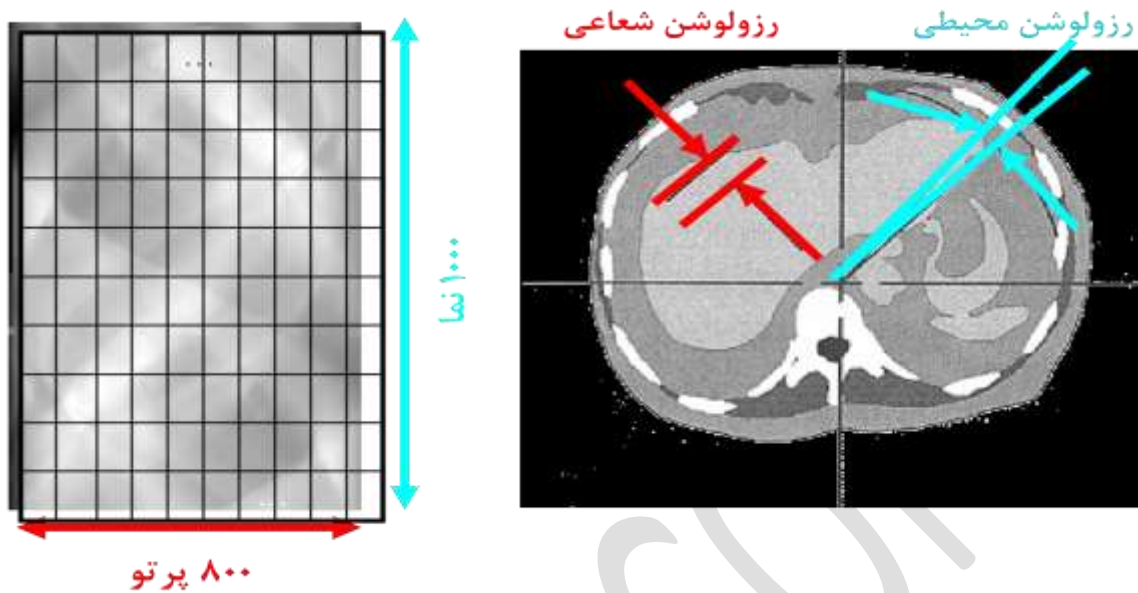 رزولوشن شعاعی
رزولوشن محیطی
...
۱۰۰۰ نما
۸۰۰ پرتو